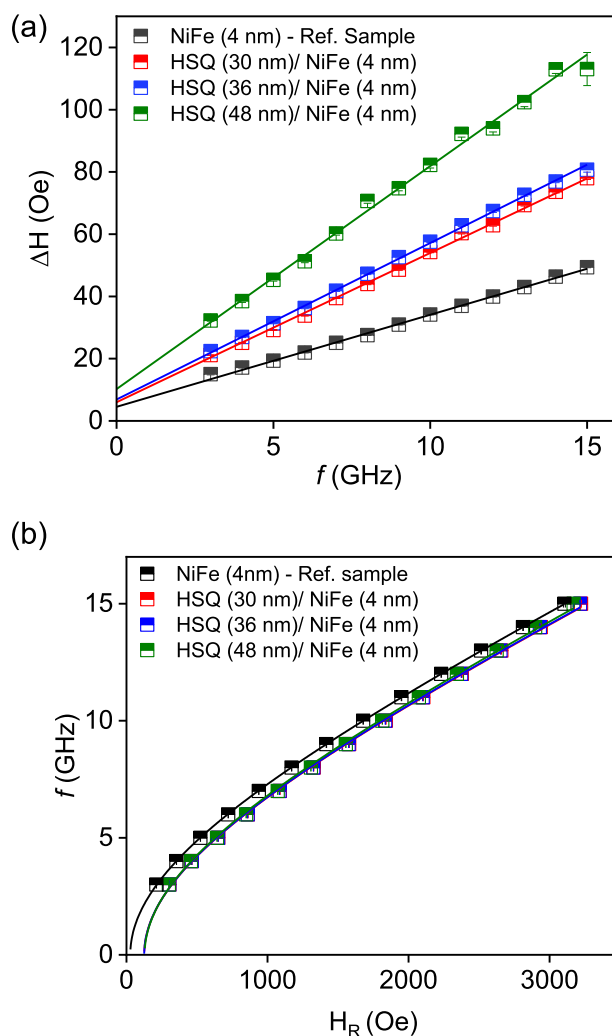 (a)
NiFe (4 nm) - Ref. Sample
HSQ (30 nm)/ NiFe (4 nm)
HSQ (36 nm)/ NiFe (4 nm)
HSQ (48 nm)/ NiFe (4 nm)
120
100
80
60
40
20
0
ΔH (Oe)
0 5 10 15
f (GHz)
(b)
NiFe (4nm) - Ref. sample
HSQ (30 nm)/ NiFe (4 nm)
HSQ (36 nm)/ NiFe (4 nm)
HSQ (48 nm)/ NiFe (4 nm)
15
10
5
0
f (GHz)
0 1000 2000 3000
H_R (Oe)